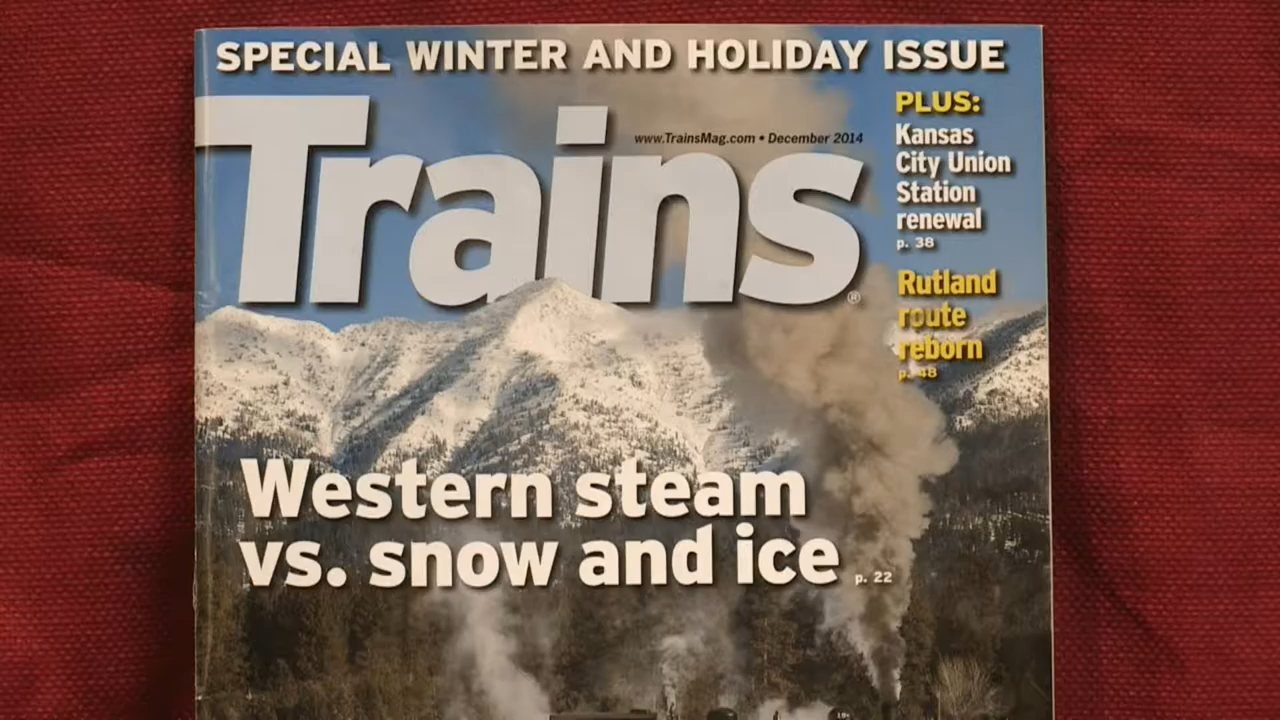 SPECIAL WINTER AND HOLIDAY ISSUE
Trains
www.TrainsMag.com • December 2014
®
PLUS:
Kansas
City Union
Station
renewal
p. 38
Rutland
route
reborn
p. 48
Western steam
vs. snow and ice p. 22